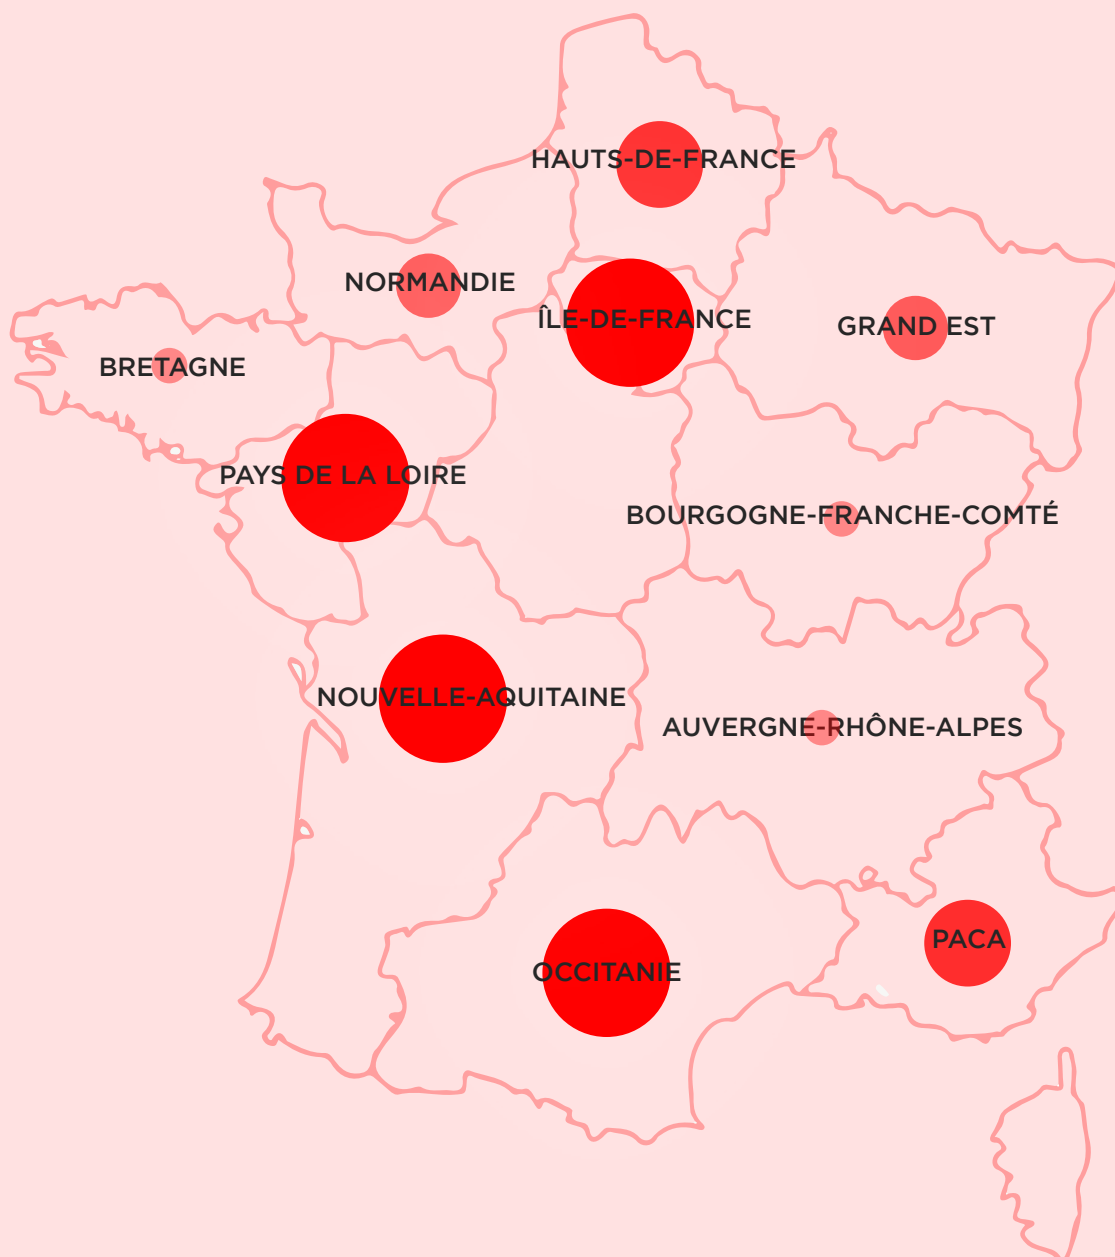 HAUTS-DE-FRANCE
NORMANDIE
ÎLE-DE-FRANCE
GRAND EST
BRETAGNE
PAYS DE LA LOIRE
BOURGOGNE-FRANCHE-COMTÉ
NOUVELLE-AQUITAINE
AUVERGNE-RHÔNE-ALPES
PACA
OCCITANIE